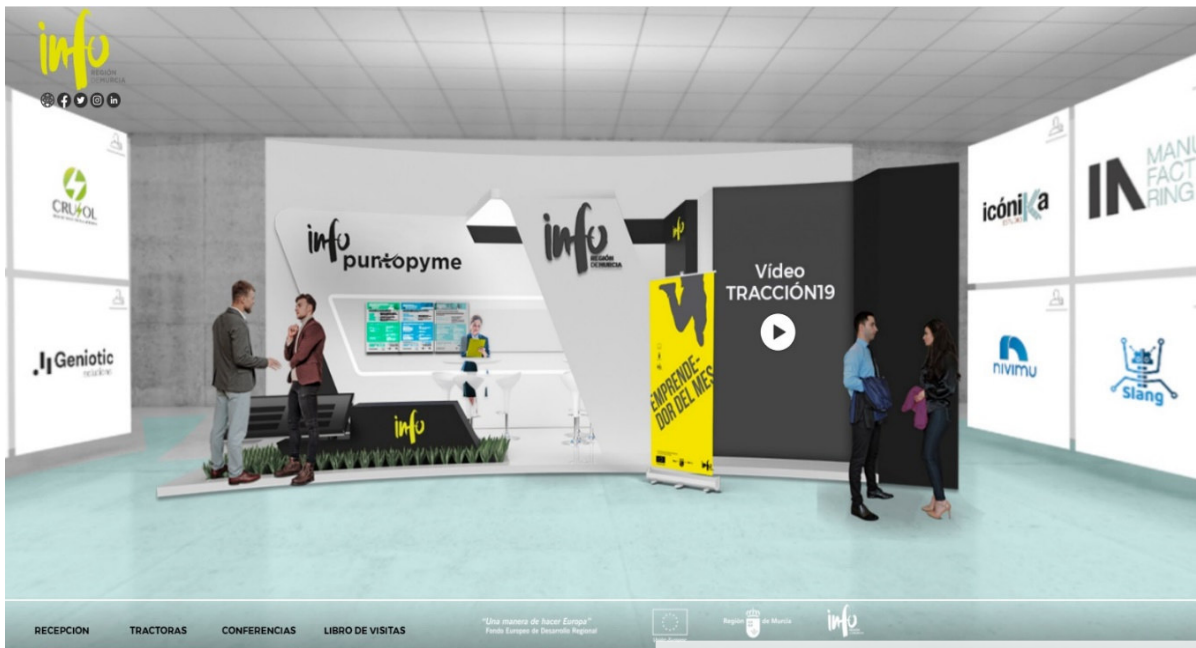 info
REGIÓN
DE MURCIA
CRUSOL
Geniotic
info
puntopyme
info
REGIÓN
DE MURCIA
info
info
EMPRENDE-
DOR DEL MES
Vídeo
TRACCIÓN19
icóniKa
MANU
FACT
RING
nivimu
Slang
RECEPCION
TRACTORAS
CONFERENCIAS
LIBRO DE VISITAS
"Una manera de hacer Europa"
Fondo Europeo de Desarrollo Regional
Región de Murcia
info